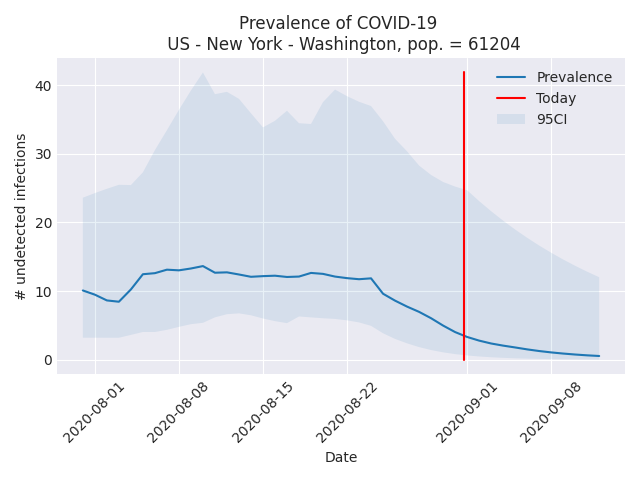 Prevalence of COVID-19
US - New York - Washington, pop. = 61204
Prevalence
Today
95CI
# undetected infections
40
30
20
10
0
2020-08-01
2020-08-08
2020-08-15
2020-08-22
2020-09-01
2020-09-08
Date